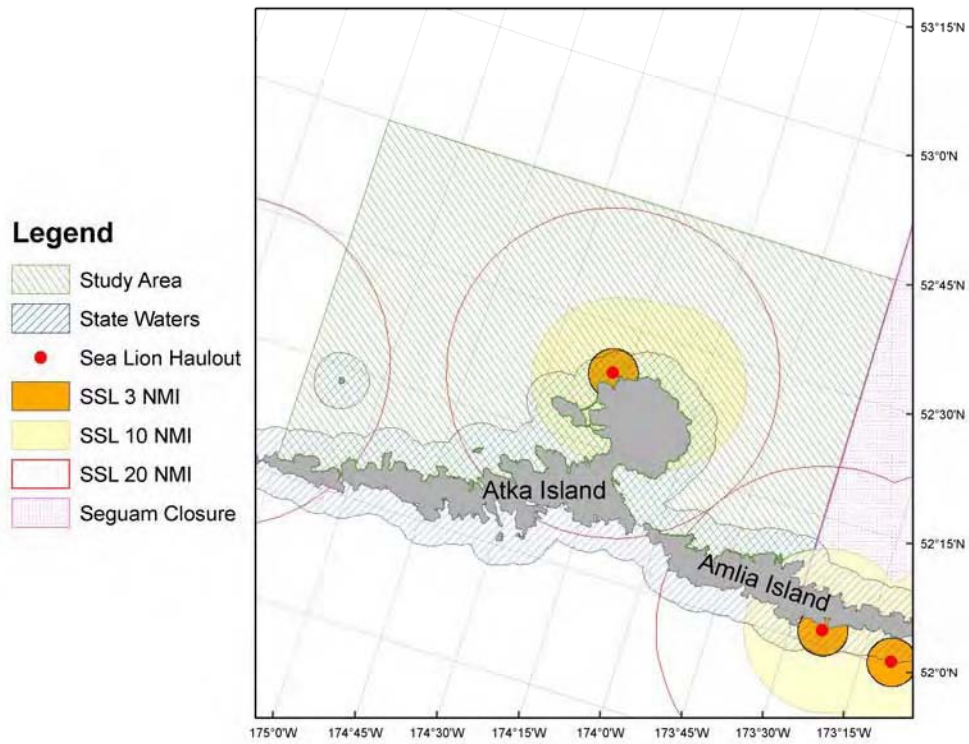 Legend
Study Area
State Waters
Sea Lion Haulout
SSL 3 NMI
SSL 10 NMI
SSL 20 NMI
Seguam Closure
Atka Island
Amlia Island
53°15'N
53°0'N
52°45'N
52°30'N
52°15'N
52°0'N
175°0'W 174°45'W 174°30'W 174°15'W 174°0'W 173°45'W 173°30'W 173°15'W